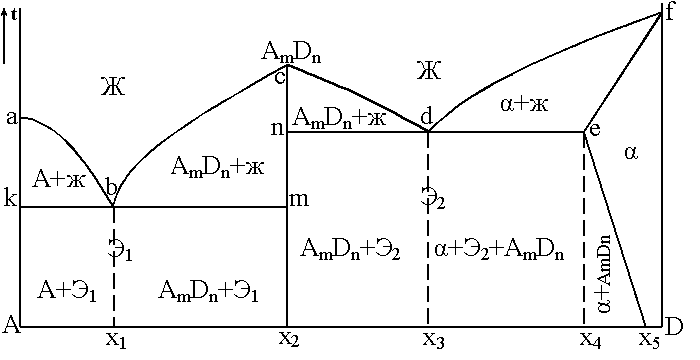 t
f
AmDn
c
Ж
Ж
a
n
AmDn+ж
d
α+ж
e
α
A+ж
b
AmDn+ж
k
m
Э1
Э2
AmDn+Э2
α+Э2+AmDn
α+AmDn
A+Э1
AmDn+Э1
A
x1
x2
x3
x4
x5
D